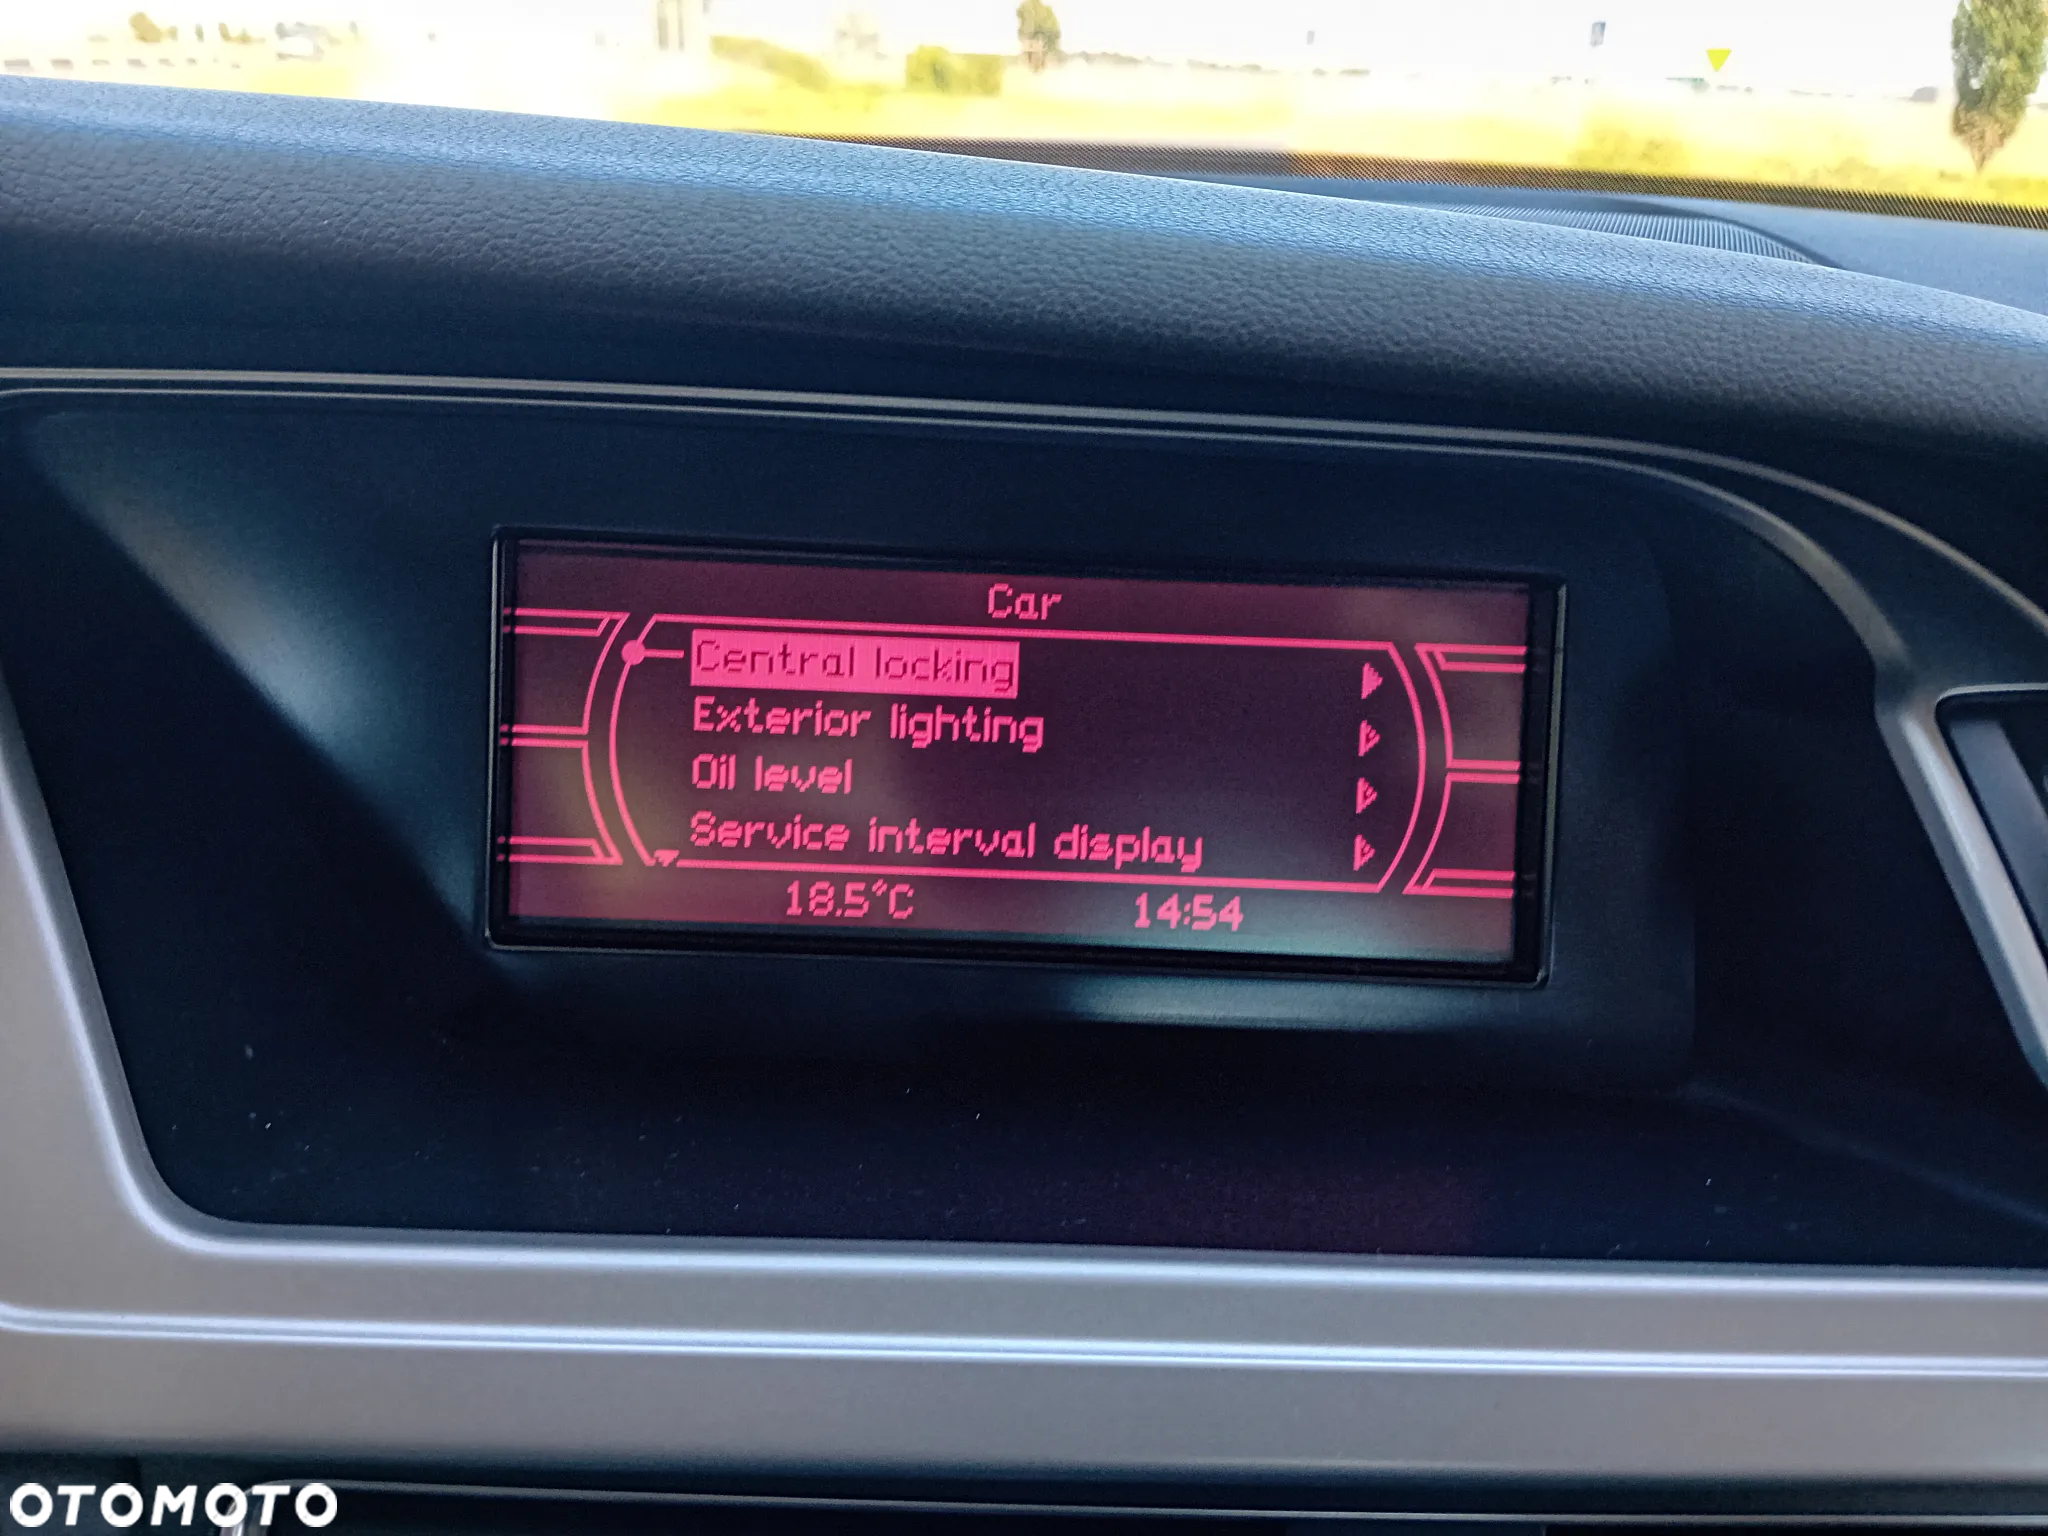 Car
Central locking
Exterior lighting
Oil level
Service interval display
18.5°C 14:54
OTOMOTO